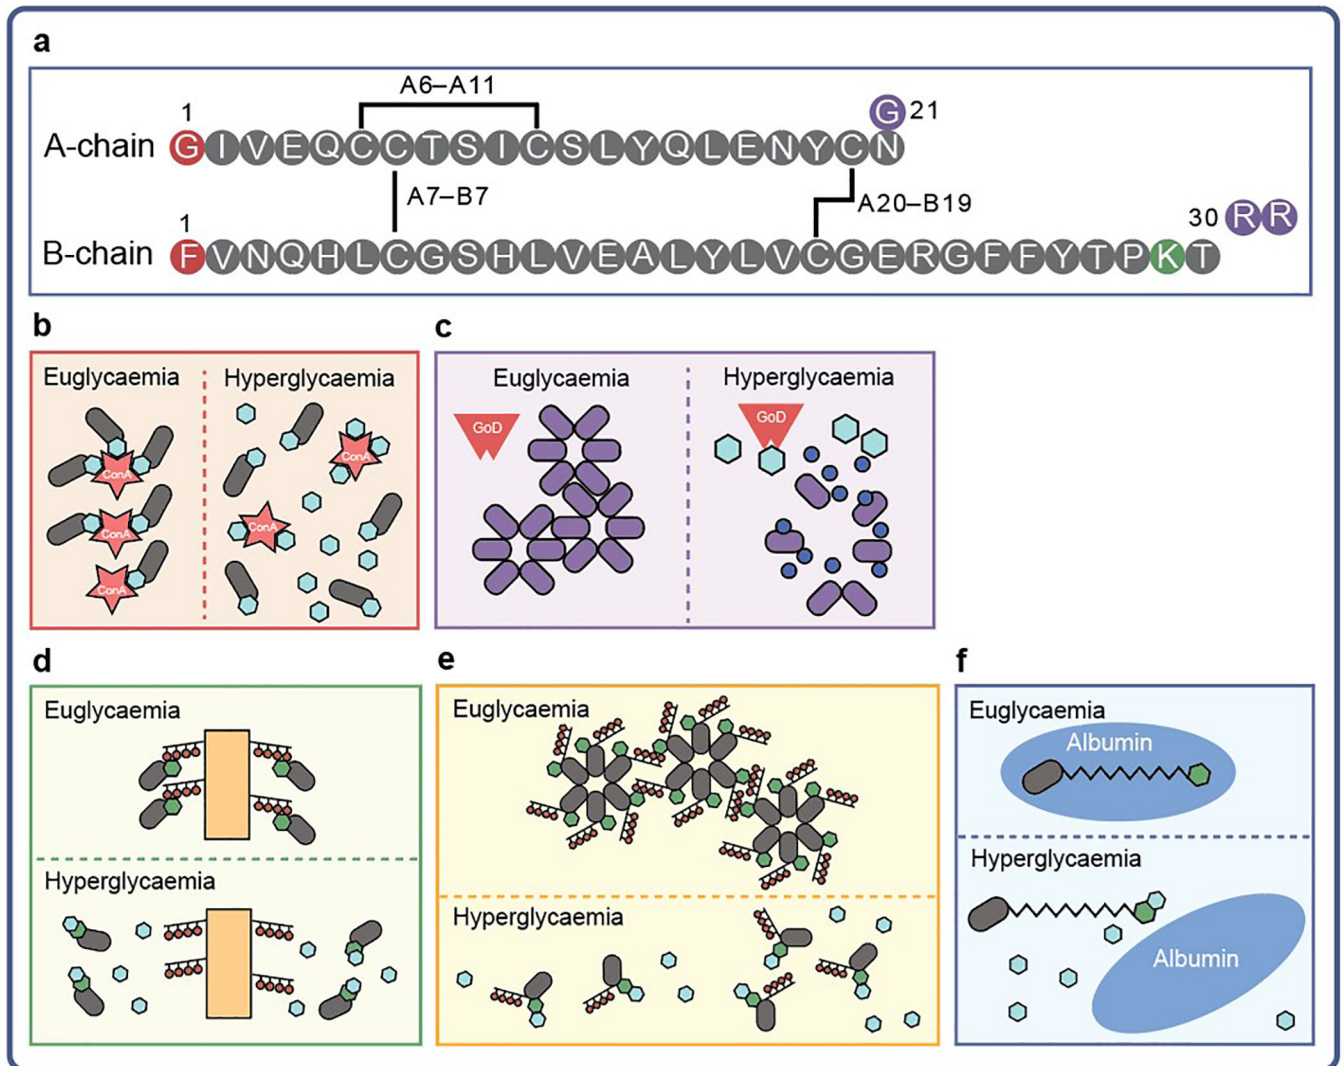 a
A6–A11
1
G 21
A-chain G I V E Q C C T S I C S L Y Q L E N Y C N
A7–B7
A20–B19
1
30 R R
B-chain F V N Q H L C G S H L V E A L Y L V C G E R G F F Y T P K T
b
Euglycaemia
Hyperglycaemia
ConA
ConA
ConA
ConA
ConA
c
Euglycaemia
Hyperglycaemia
GoD
GoD
d
Euglycaemia
Hyperglycaemia
e
Euglycaemia
Hyperglycaemia
f
Euglycaemia
Albumin
Hyperglycaemia
Albumin